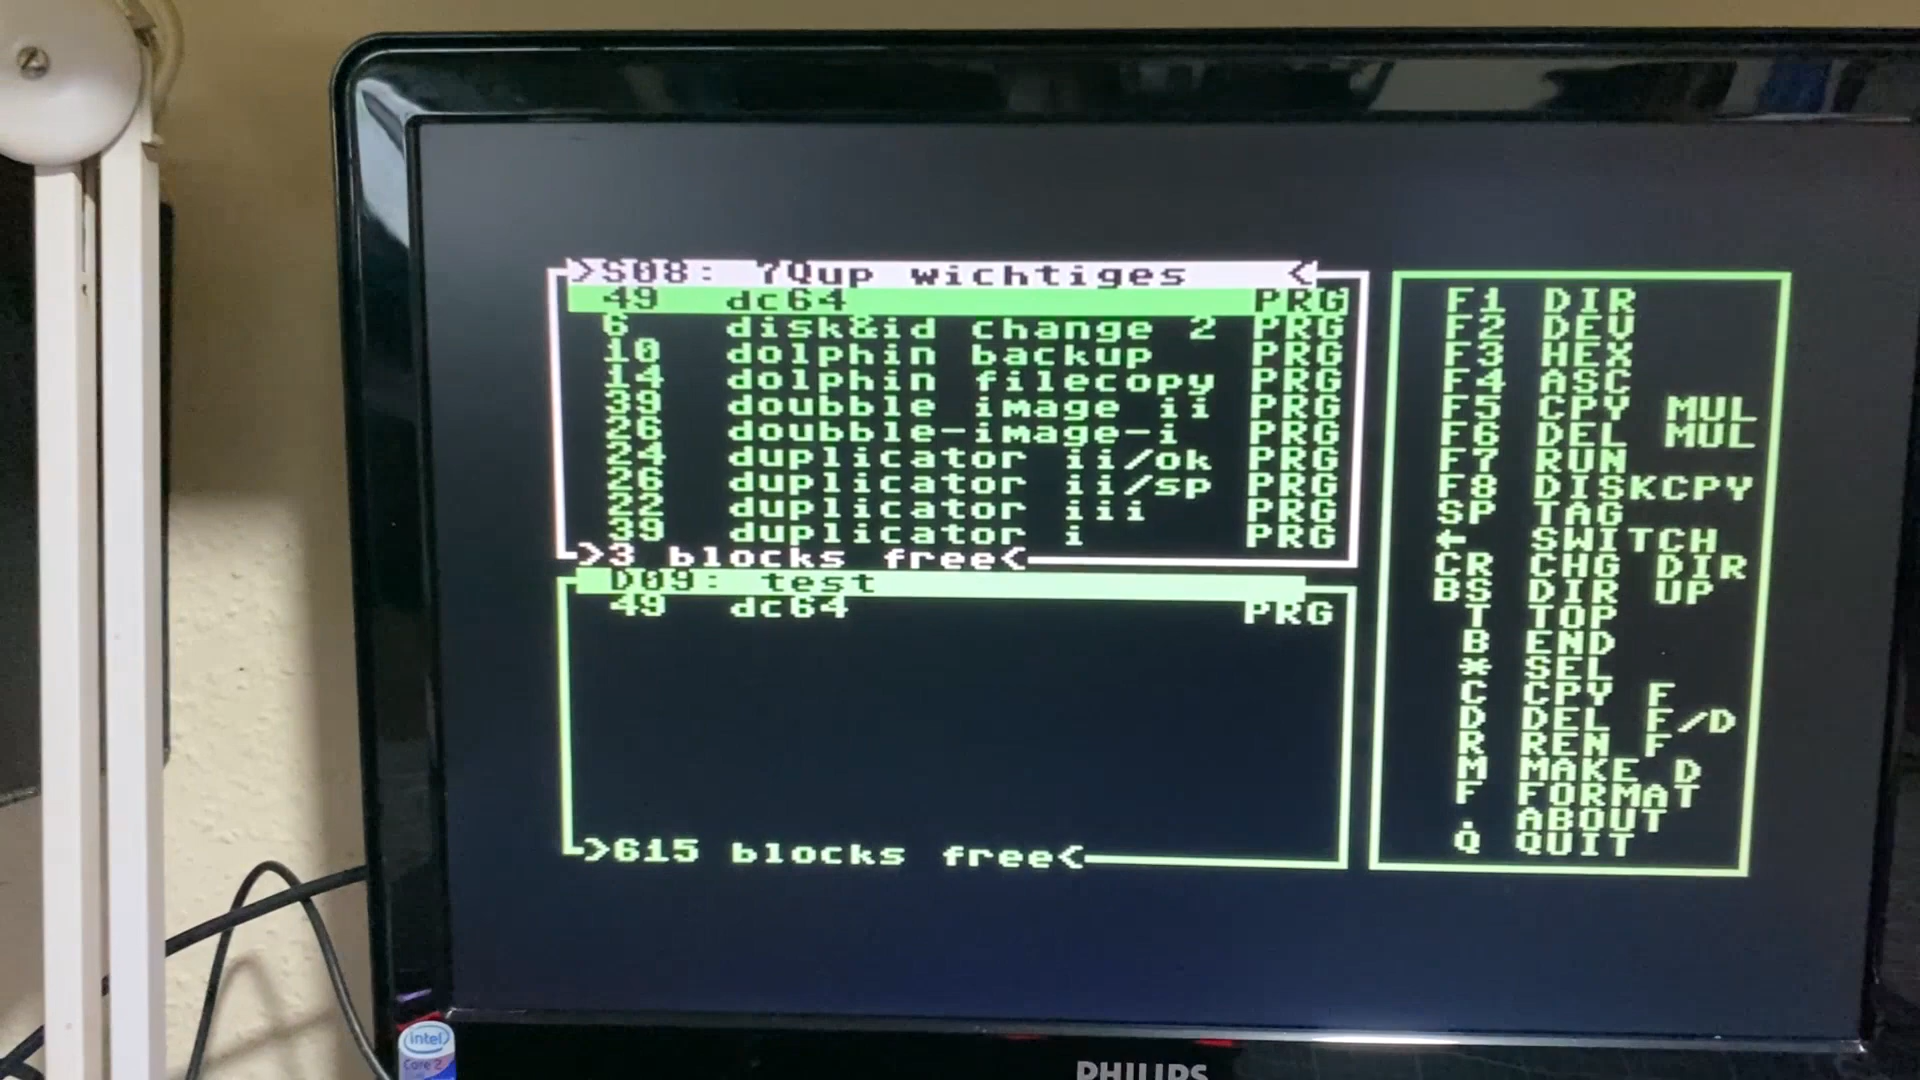 >S08: ?Qup wichtiges <
49 dc64 PRG
6 disk&id change 2 PRG
10 dolphin backup PRG
14 dolphin filecopy PRG
39 doubble image ii PRG
26 doubble-image-i PRG
24 duplicator ii/ok PRG
26 duplicator ii/sp PRG
22 duplicator iii PRG
39 duplicator i PRG
>3 blocks free<
D09: test
49 dc64 PRG
>615 blocks free<
F1 DIR
F2 DEV
F3 HEX
F4 ASC
F5 CPY MUL
F6 DEL MUL
F7 RUN
F8 DISKCPY
SP TAG
← SWITCH
CR CHG DIR
BS DIR UP
T TOP
B END
* SEL
C CPY F
D DEL F/D
R REN F
M MAKE D
F FORMAT
. ABOUT
Q QUIT
intel
Core 2
PHILIPS